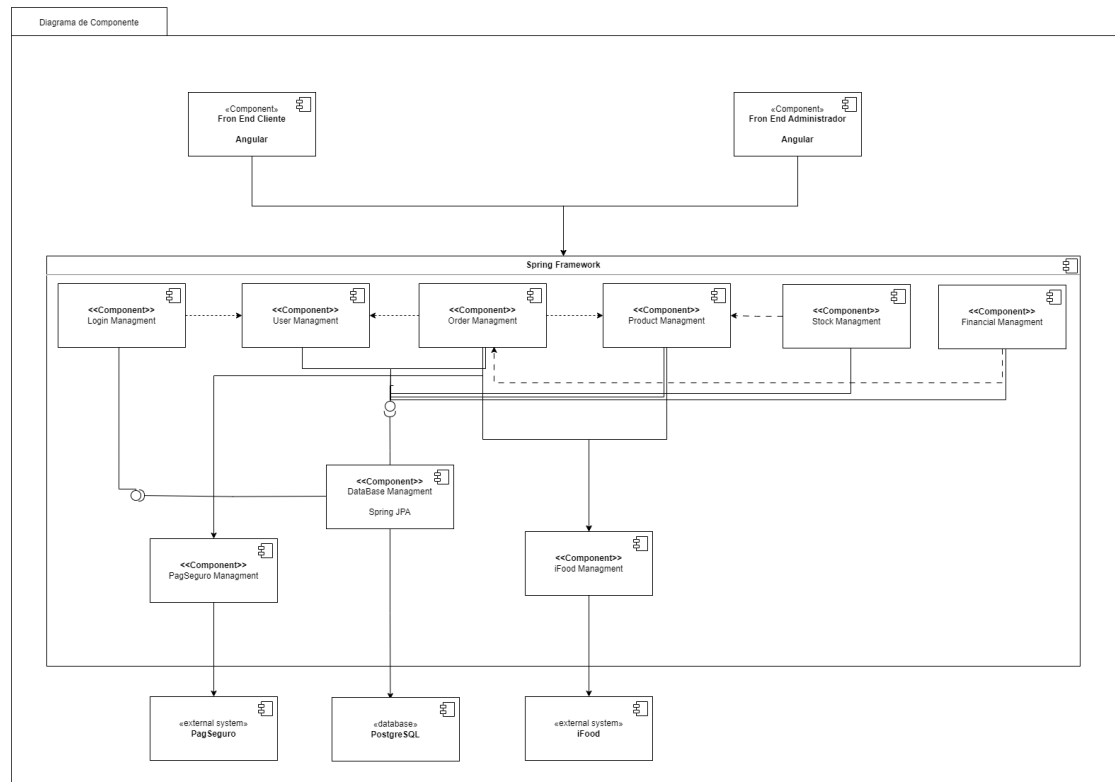 Diagrama de Componente
«Component»
Fron End Cliente
Angular
«Component»
Fron End Administrador
Angular
Spring Framework
<<Component>>
Login Managment
<<Component>>
User Managment
<<Component>>
Order Managment
<<Component>>
Product Managment
<<Component>>
Stock Managment
<<Component>>
Financial Managment
<<Component>>
DataBase Managment
Spring JPA
<<Component>>
PagSeguro Managment
<<Component>>
iFood Managment
«external system»
PagSeguro
«database»
PostgreSQL
«external system»
iFood